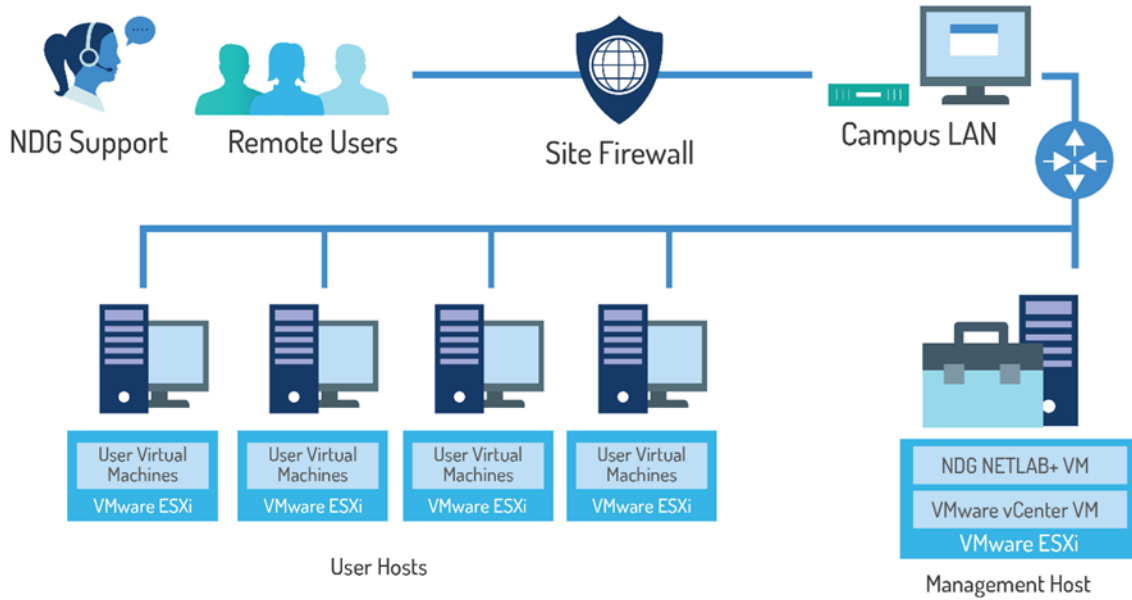 NDG Support
Remote Users
Site Firewall
Campus LAN
User Virtual
Machines
VMware ESXi
User Virtual
Machines
VMware ESXi
User Virtual
Machines
VMware ESXi
User Virtual
Machines
VMware ESXi
User Hosts
NDG NETLAB+ VM
VMware vCenter VM
VMware ESXi
Management Host